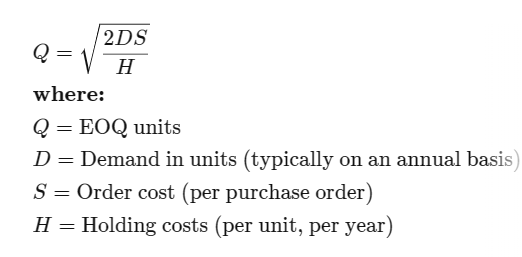 Q = √(2DS / H)
where:
Q = EOQ units
D = Demand in units (typically on an annual basis)
S = Order cost (per purchase order)
H = Holding costs (per unit, per year)